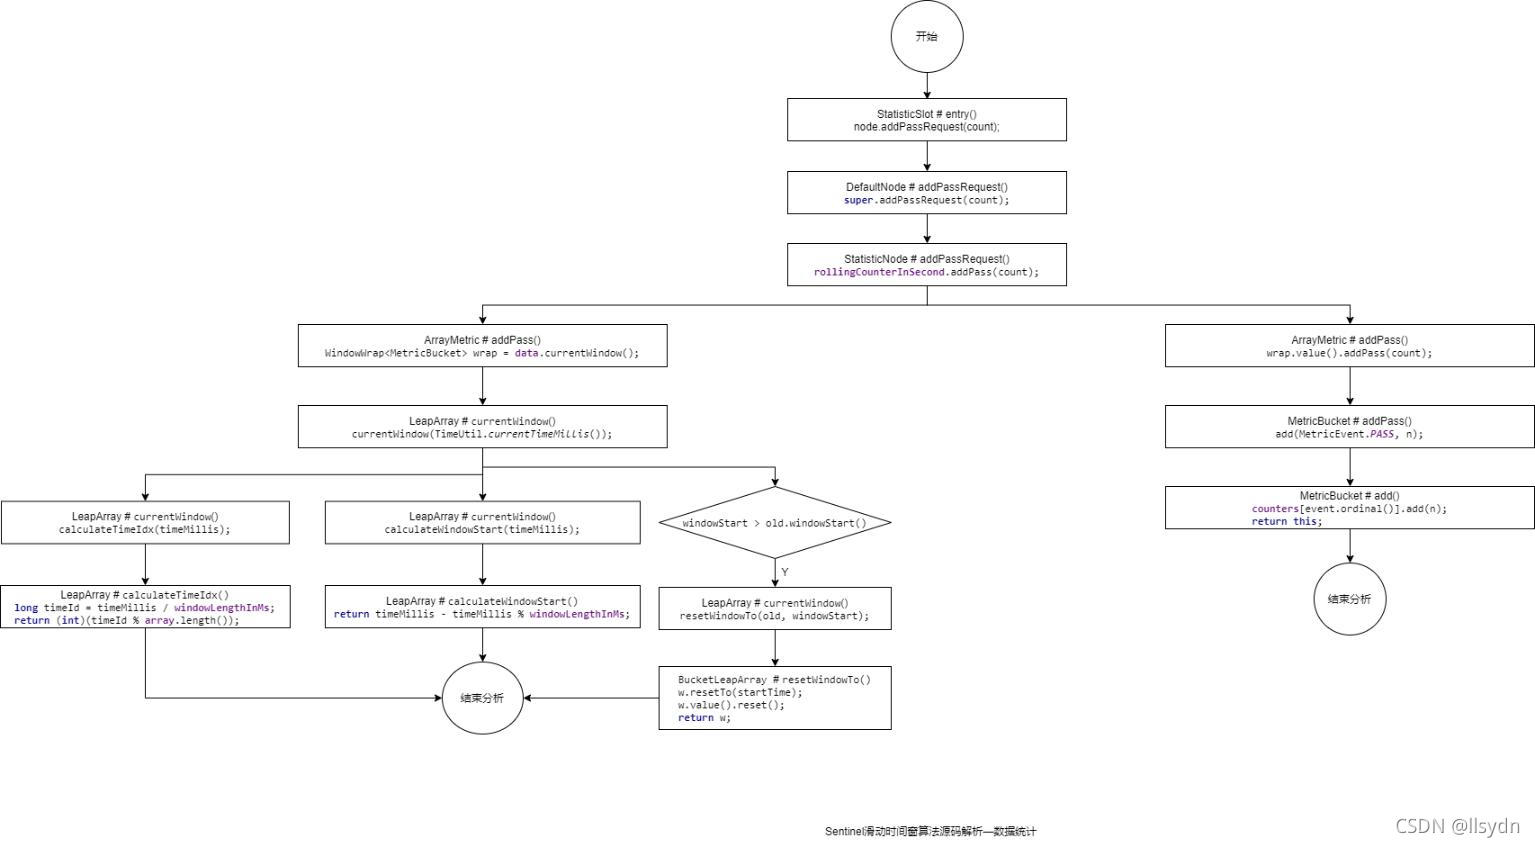 开始
StatisticSlot # entry()
node.addPassRequest(count);
DefaultNode # addPassRequest()
super.addPassRequest(count);
StatisticNode # addPassRequest()
rollingCounterInSecond.addPass(count);
ArrayMetric # addPass()
WindowWrap<MetricBucket> wrap = data.currentWindow();
LeapArray # currentWindow()
currentWindow(TimeUtil.currentTimeMillis());
LeapArray # currentWindow()
calculateTimeIdx(timeMillis);
LeapArray # calculateTimeIdx()
long timeId = timeMillis / windowLengthInMs;
return (int)(timeId % array.length());
LeapArray # currentWindow()
calculateWindowStart(timeMillis);
LeapArray # calculateWindowStart()
return timeMillis - timeMillis % windowLengthInMs;
windowStart > old.windowStart()
Y
LeapArray # currentWindow()
resetWindowTo(old, windowStart);
BucketLeapArray # resetWindowTo()
w.resetTo(startTime);
w.value().reset();
return w;
结束分析
ArrayMetric # addPass()
wrap.value().addPass(count);
MetricBucket # addPass()
add(MetricEvent.PASS, n);
MetricBucket # add()
counters[event.ordinal()].add(n);
return this;
结束分析
Sentinel滑动时间窗算法源码解析—数据统计
CSDN @llsydn